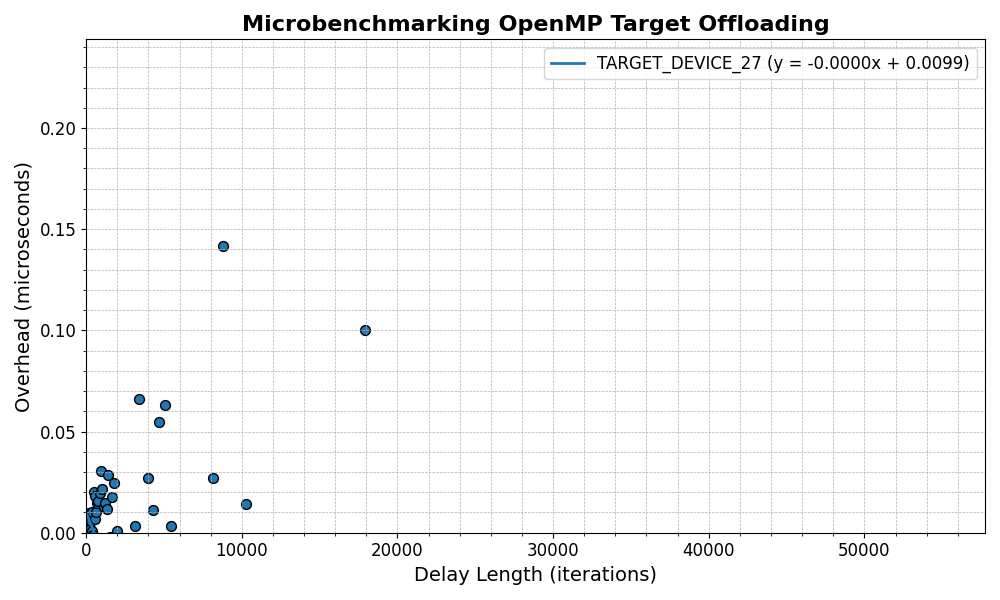 Microbenchmarking OpenMP Target Offloading
TARGET_DEVICE_27 (y = -0.0000x + 0.0099)
Overhead (microseconds)
0.20
0.15
0.10
0.05
0.00
0 10000 20000 30000 40000 50000
Delay Length (iterations)